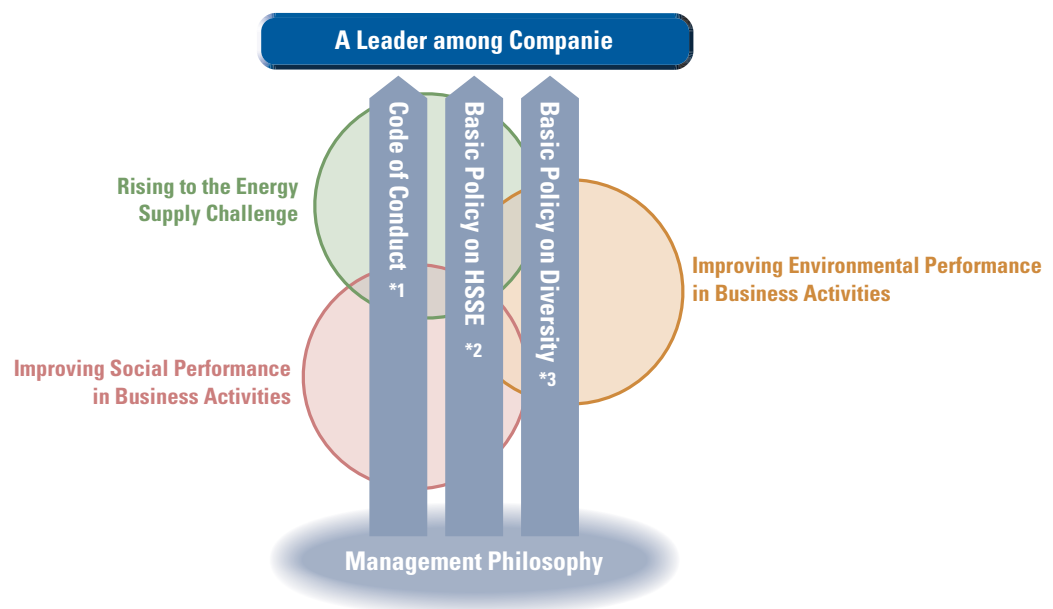 A Leader among Companie
Code of Conduct *1
Basic Policy on HSSE *2
Basic Policy on Diversity *3
Rising to the Energy
Supply Challenge
Improving Environmental Performance
in Business Activities
Improving Social Performance
in Business Activities
Management Philosophy